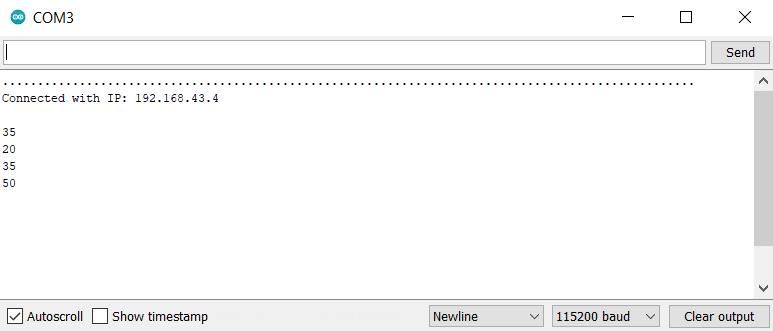 COM3
Send
...................................................................................................
Connected with IP: 192.168.43.4
35
20
35
50
Autoscroll
Show timestamp
Newline
115200 baud
Clear output